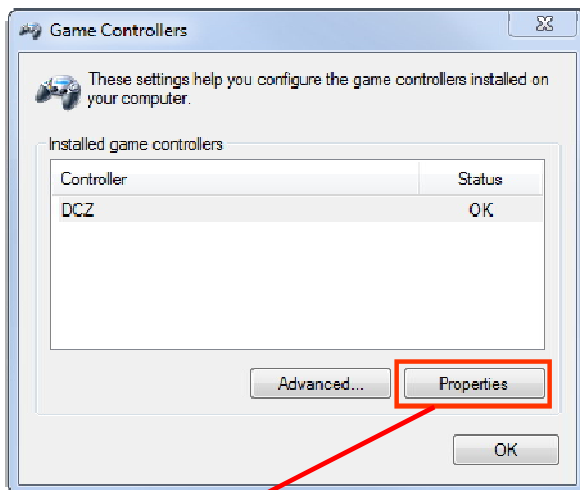 Game Controllers
These settings help you configure the game controllers installed on
your computer.
Installed game controllers
Controller Status
DCZ OK
Advanced... Properties
OK